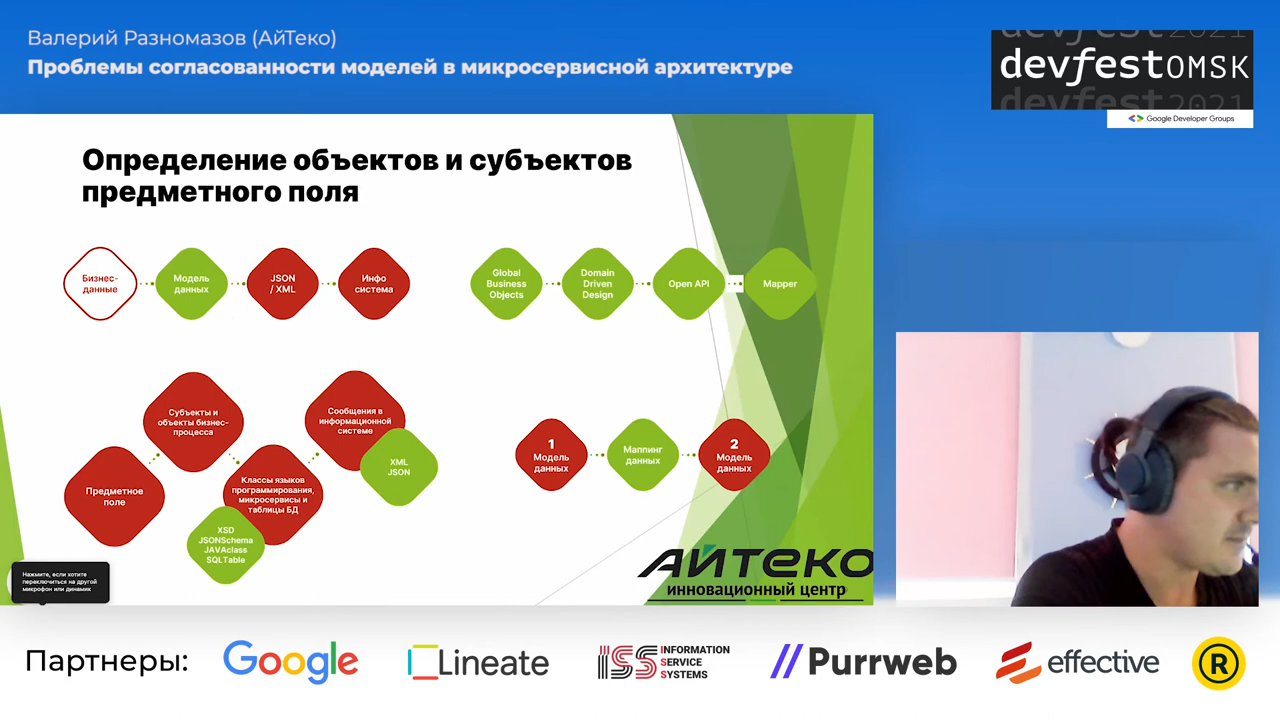 Валерий Разномазов (АйТеко)
Проблемы согласованности моделей в микросервисной архитектуре
devfest 2021
devfestOMSK
devfest 2021
Google Developer Groups
Определение объектов и субъектов
предметного поля
Бизнес-
данные
Модель
данных
JSON
/ XML
Инфо
система
Global
Business
Objects
Domain
Driven
Design
Open API
Mapper
Субъекты и
объекты бизнес-
процесса
Сообщения в
информационной
системе
XML
JSON
Предметное
поле
Классы языков
программирования,
микросервисы и
таблицы БД
XSD
JSONSchema
JAVAclass
SQLTable
1
Модель
данных
Маппинг
данных
2
Модель
данных
АЙТЕКО
инновационный центр
Нажмите, если хотите
переключиться на другой
микрофон или динамик
Партнеры:
Google
Lineate
ISS INFORMATION
SERVICE
SYSTEMS
Purrweb
effective
R